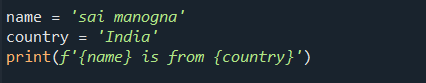 name = 'sai manogna'
country = 'India'
print(f'{name} is from {country}')